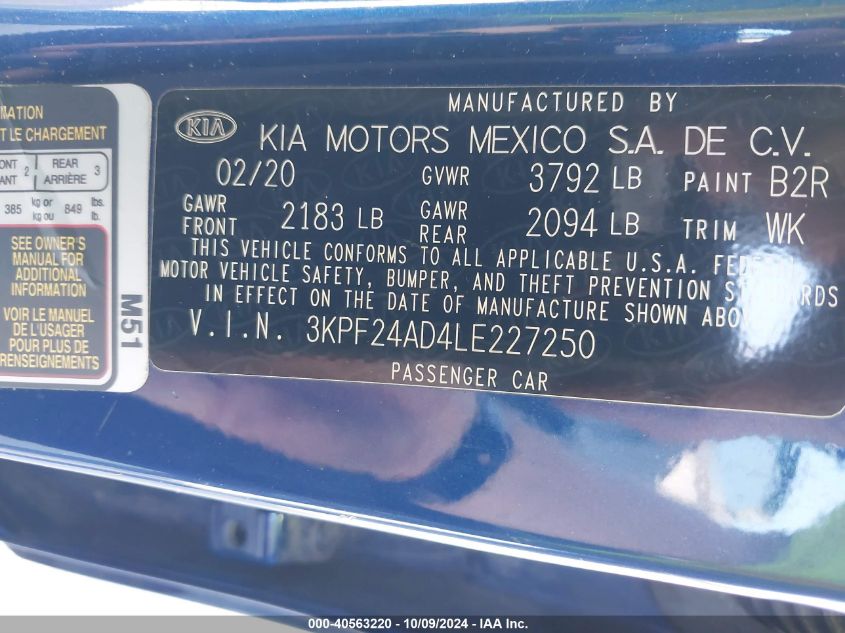 MATION
T LE CHARGEMENT
ONT 2 REAR 3
ANT ARRIÈRE
385 kg or 849 lbs.
kg ou lb.
SEE OWNER'S
MANUAL FOR
ADDITIONAL
INFORMATION
VOIR LE MANUEL
DE L'USAGER
POUR PLUS DE
RENSEIGNEMENTS
M51
MANUFACTURED BY
KIA KIA MOTORS MEXICO S.A. DE C.V.
02/20 GVWR 3792 LB PAINT B2R
GAWR FRONT 2183 LB GAWR REAR 2094 LB TRIM WK
THIS VEHICLE CONFORMS TO ALL APPLICABLE U.S.A.
MOTOR VEHICLE SAFETY, BUMPER, AND THEFT PREVENTION
IN EFFECT ON THE DATE OF MANUFACTURE SHOWN
V.I.N. 3KPF24AD4LE227250
PASSENGER CAR
000-40563220 - 10/09/2024 - IAAI Inc.